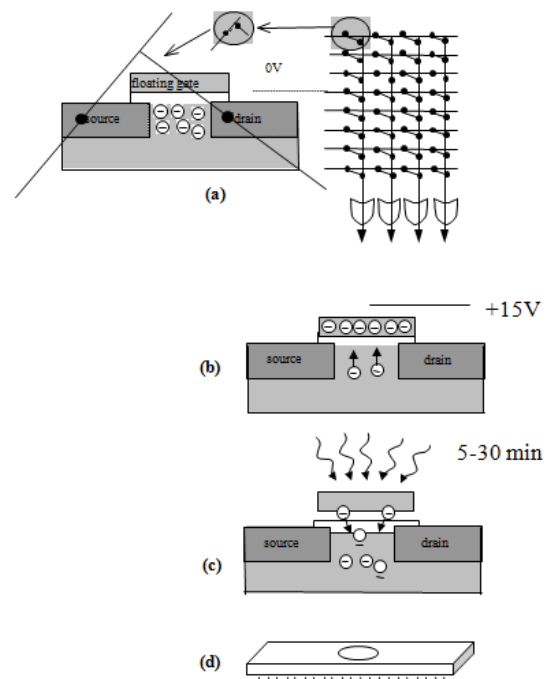 0V
floating gate
source
drain
(a)
+15V
source
drain
(b)
5-30 min
source
drain
(c)
(d)